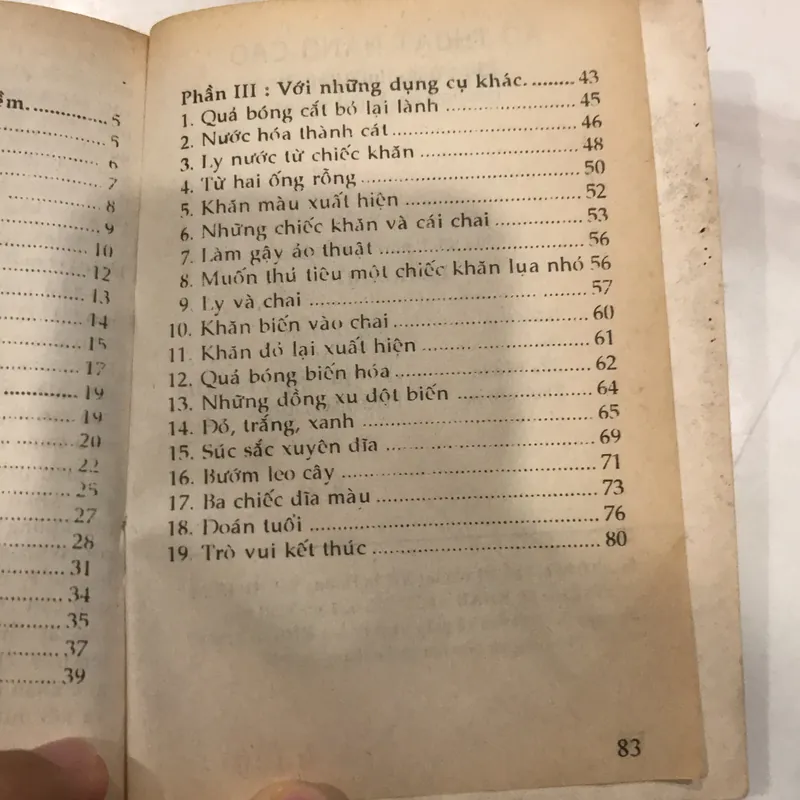 ềm. ............ 5
5
6
7
8
9
10
12
13
14
15
17
19
19
20
22
25
27
28
31
34
35
37
39
Phần III : Với những dụng cụ khác. ........ 43
1. Quả bóng cắt bỏ lại lành .................... 45
2. Nước hóa thành cát ............................ 46
3. Ly nước từ chiếc khăn ........................ 48
4. Từ hai ống rỗng .................................. 50
5. Khăn màu xuất hiện ........................... 52
6. Những chiếc khăn và cái chai ............. 53
7. Làm gậy ảo thuật ................................ 56
8. Muốn thủ tiêu một chiếc khăn lụa nhỏ 56
9. Ly và chai ........................................... 57
10. Khăn biến vào chai ............................. 60
11. Khăn đỏ lại xuất hiện ......................... 61
12. Quả bóng biến hóa .............................. 62
13. Những đồng xu đột biến ..................... 64
14. Đỏ, trắng, xanh ................................... 65
15. Súc sắc xuyên dĩa ............................... 69
16. Bướm leo cây ...................................... 71
17. Ba chiếc dĩa màu ................................ 73
18. Đoán tuổi ............................................ 76
19. Trò vui kết thúc .................................. 80
83